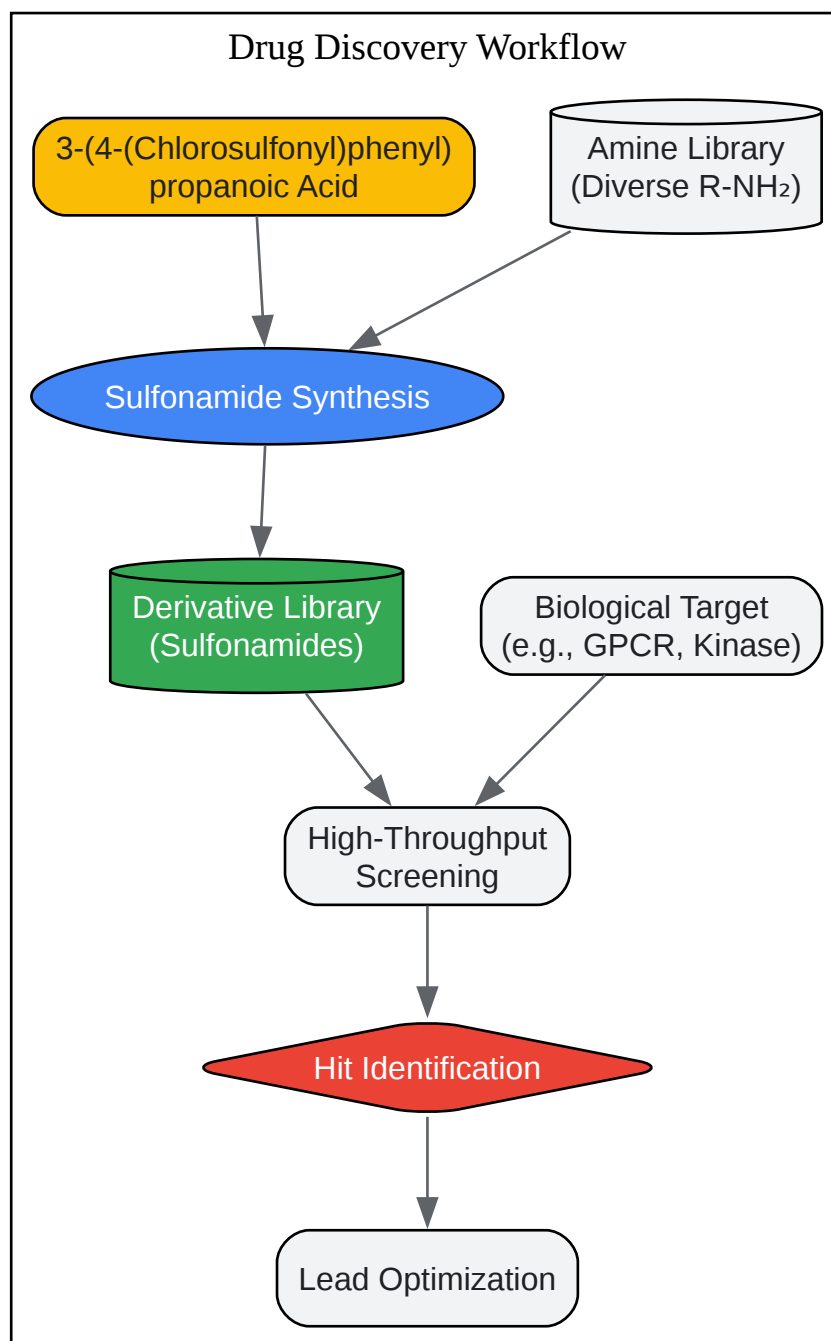 Drug Discovery Workflow
3-(4-(Chlorosulfonyl)phenyl)
propanoic Acid
Amine Library
(Diverse R-NH₂)
Sulfonamide Synthesis
Derivative Library
(Sulfonamides)
Biological Target
(e.g., GPCR, Kinase)
High-Throughput
Screening
Hit Identification
Lead Optimization